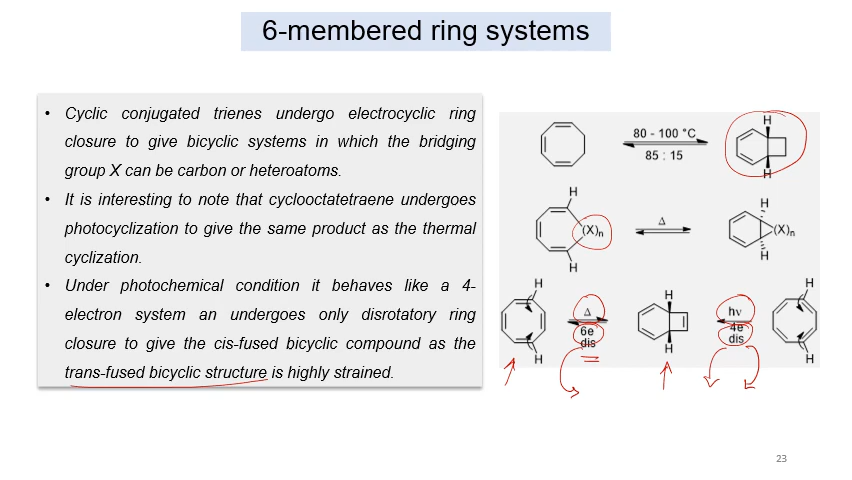 6-membered ring systems
• Cyclic conjugated trienes undergo electrocyclic ring
closure to give bicyclic systems in which the bridging
group X can be carbon or heteroatoms.
• It is interesting to note that cyclooctatetraene undergoes
photocyclization to give the same product as the thermal
cyclization.
• Under photochemical condition it behaves like a 4-
electron system an undergoes only disrotatory ring
closure to give the cis-fused bicyclic compound as the
trans-fused bicyclic structure is highly strained.
80 - 100 °C
85 : 15
H
H
H
(X)n
H
Δ
H
(X)n
H
H
H
Δ
6e
dis
H
H
hν
4e
dis
H
H
23